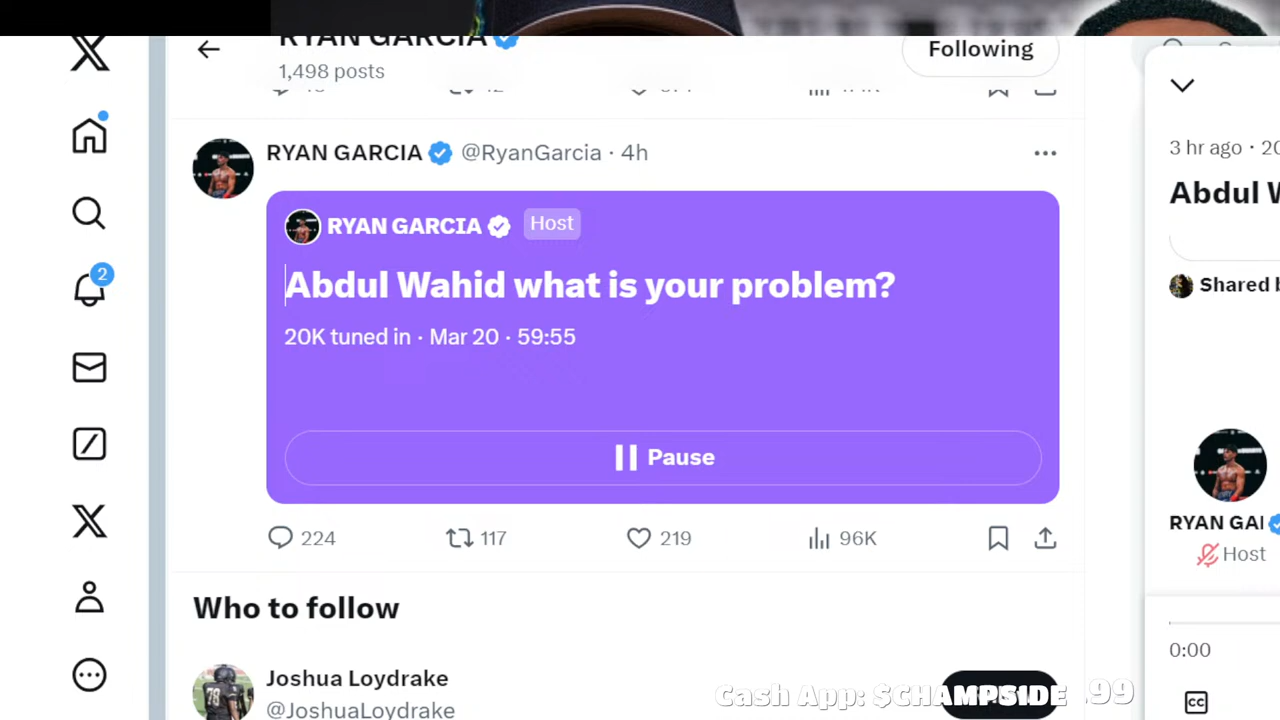 RYAN GARCIA
1,498 posts
Following
RYAN GARCIA @RyanGarcia · 4h
RYAN GARCIA Host
Abdul Wahid what is your problem?
20K tuned in · Mar 20 · 59:55
Pause
224 117 219 96K
Who to follow
Joshua Loydrake
@JoshuaLoydrake
2
3 hr ago · 20
Abdul W
Shared b
RYAN GAI
Host
0:00
CC
Cash App: $CHAMPSIDE .99